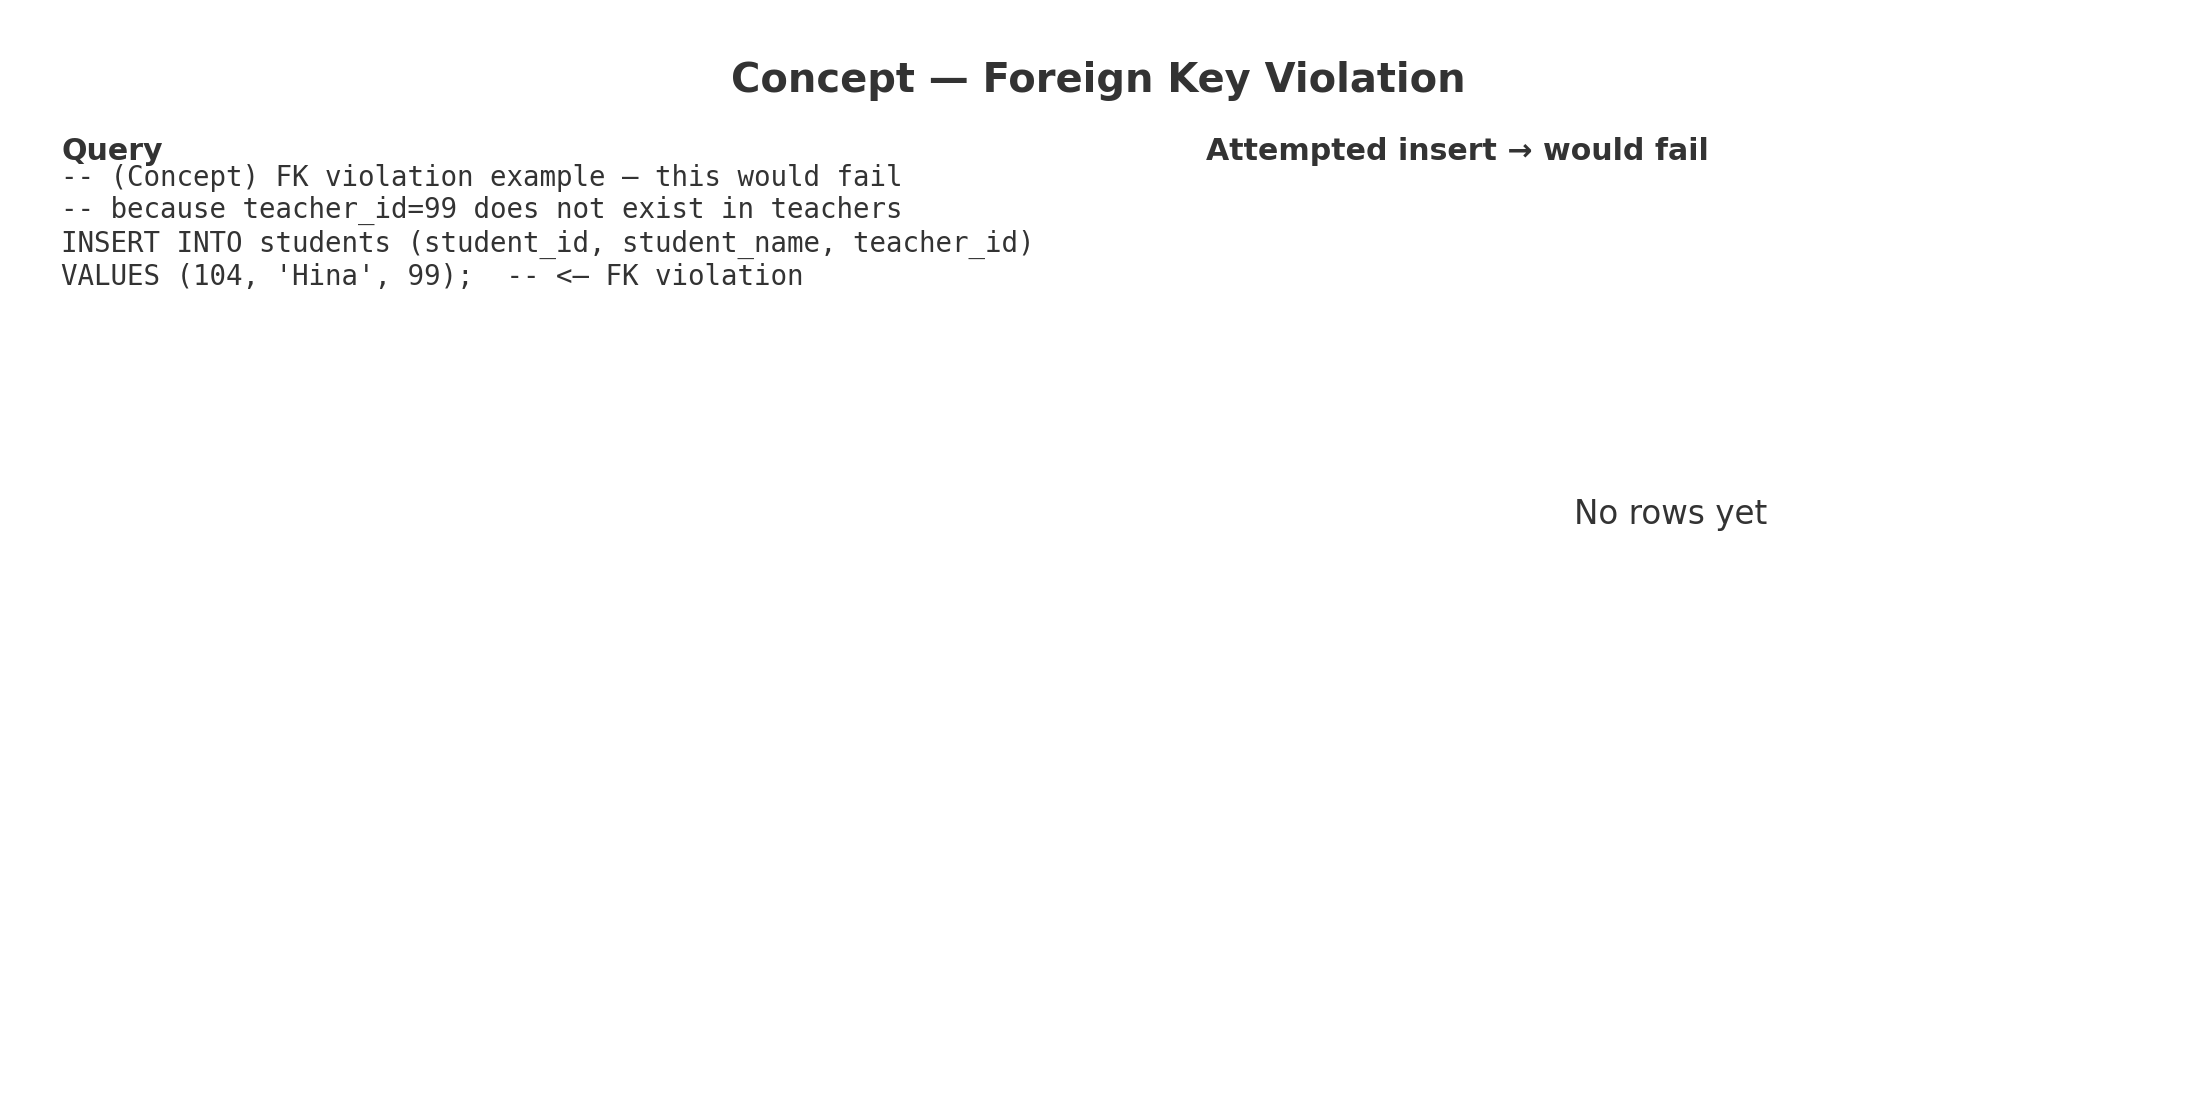 Concept — Foreign Key Violation
Query
-- (Concept) FK violation example — this would fail
-- because teacher_id=99 does not exist in teachers
INSERT INTO students (student_id, student_name, teacher_id)
VALUES (104, 'Hina', 99);  -- <— FK violation
Attempted insert → would fail
No rows yet